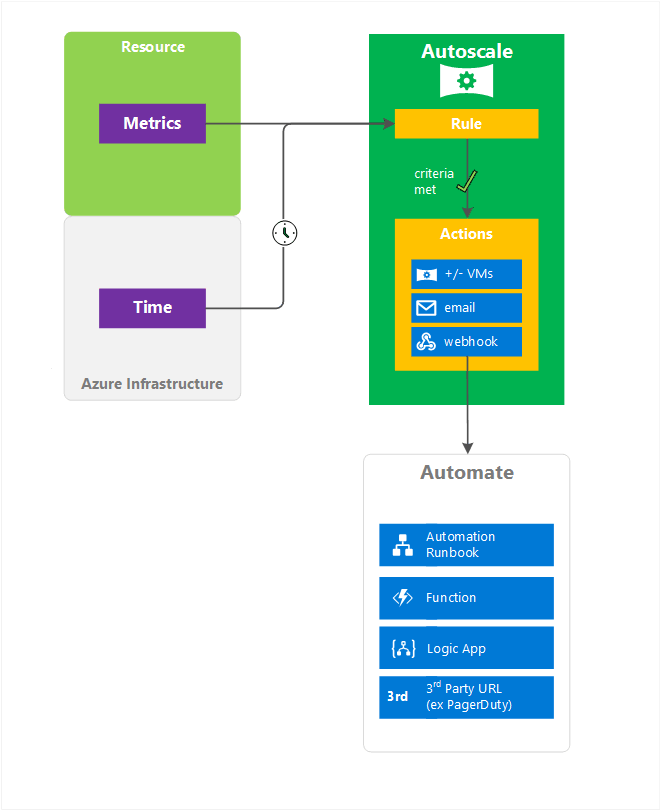 Resource
Metrics
Time
Azure Infrastructure
Autoscale
Rule
criteria
met
Actions
+/- VMs
email
webhook
Automate
Automation
Runbook
Function
Logic App
3rd
3rd Party URL
(ex PagerDuty)